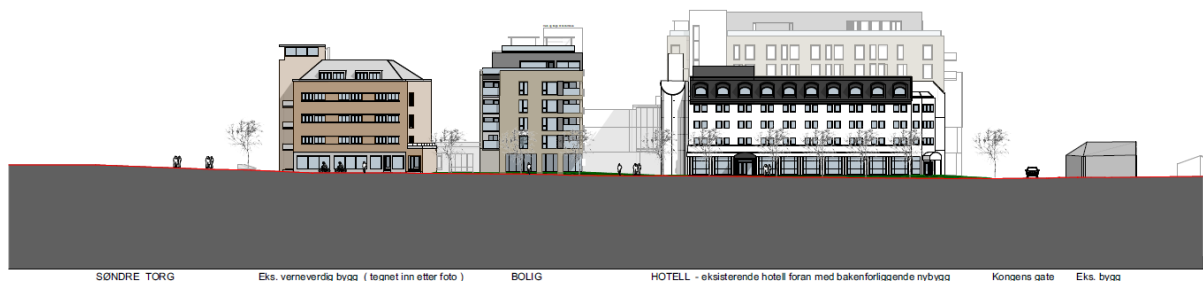 SØNDRE TORG
Eks. verneverdig bygg ( tegnet inn etter foto )
BOLIG
HOTELL - eksisterende hotell foran med bakenforliggende nybygg
Kongens gate
Eks. bygg